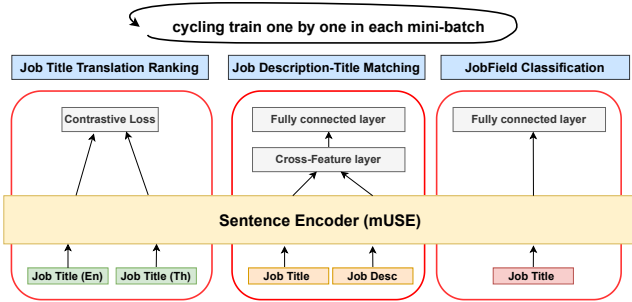 cycling train one by one in each mini-batch
Job Title Translation Ranking
Job Description-Title Matching
JobField Classification
Contrastive Loss
Fully connected layer
Fully connected layer
Cross-Feature layer
Sentence Encoder (mUSE)
Job Title (En)
Job Title (Th)
Job Title
Job Desc
Job Title